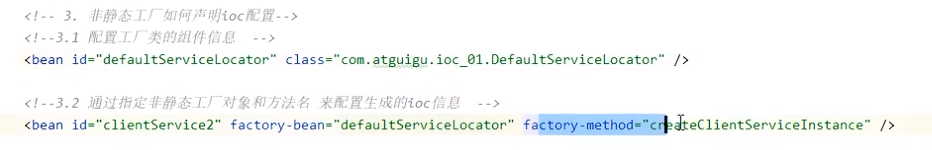 <!-- 3. 非静态工厂如何声明ioc配置-->
<!--3.1 配置工厂类的组件信息 -->
<bean id="defaultServiceLocator" class="com.atguigu.ioc_01.DefaultServiceLocator" />
<!--3.2 通过指定非静态工厂对象和方法名 来配置生成的ioc信息 -->
<bean id="clientService2" factory-bean="defaultServiceLocator" factory-method="createClientServiceInstance" />